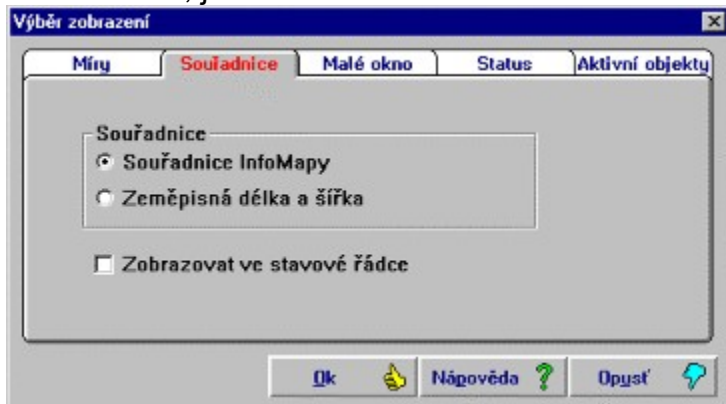 Výběr zobrazení
Míry Souřadnice Malé okno Status Aktivní objekty
Souřadnice
Souřadnice InfoMapy
Zeměpisná délka a šířka
Zobrazovat ve stavové řádce
Ok Nápověda Opusť